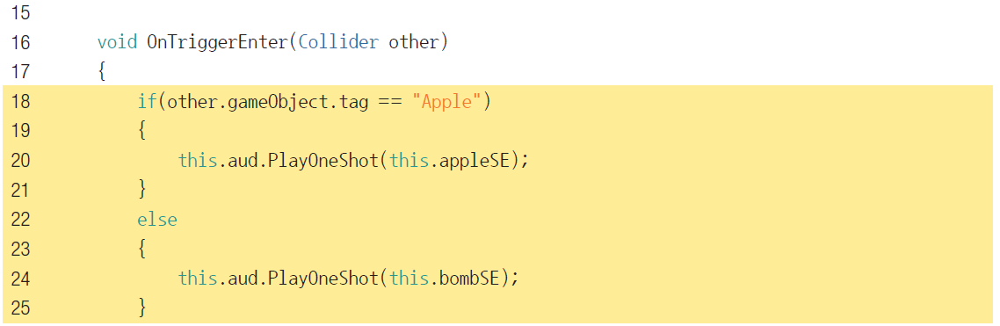 15
16 void OnTriggerEnter(Collider other)
17 {
18 if(other.gameObject.tag == "Apple")
19 {
20 this.aud.PlayOneShot(this.appleSE);
21 }
22 else
23 {
24 this.aud.PlayOneShot(this.bombSE);
25 }